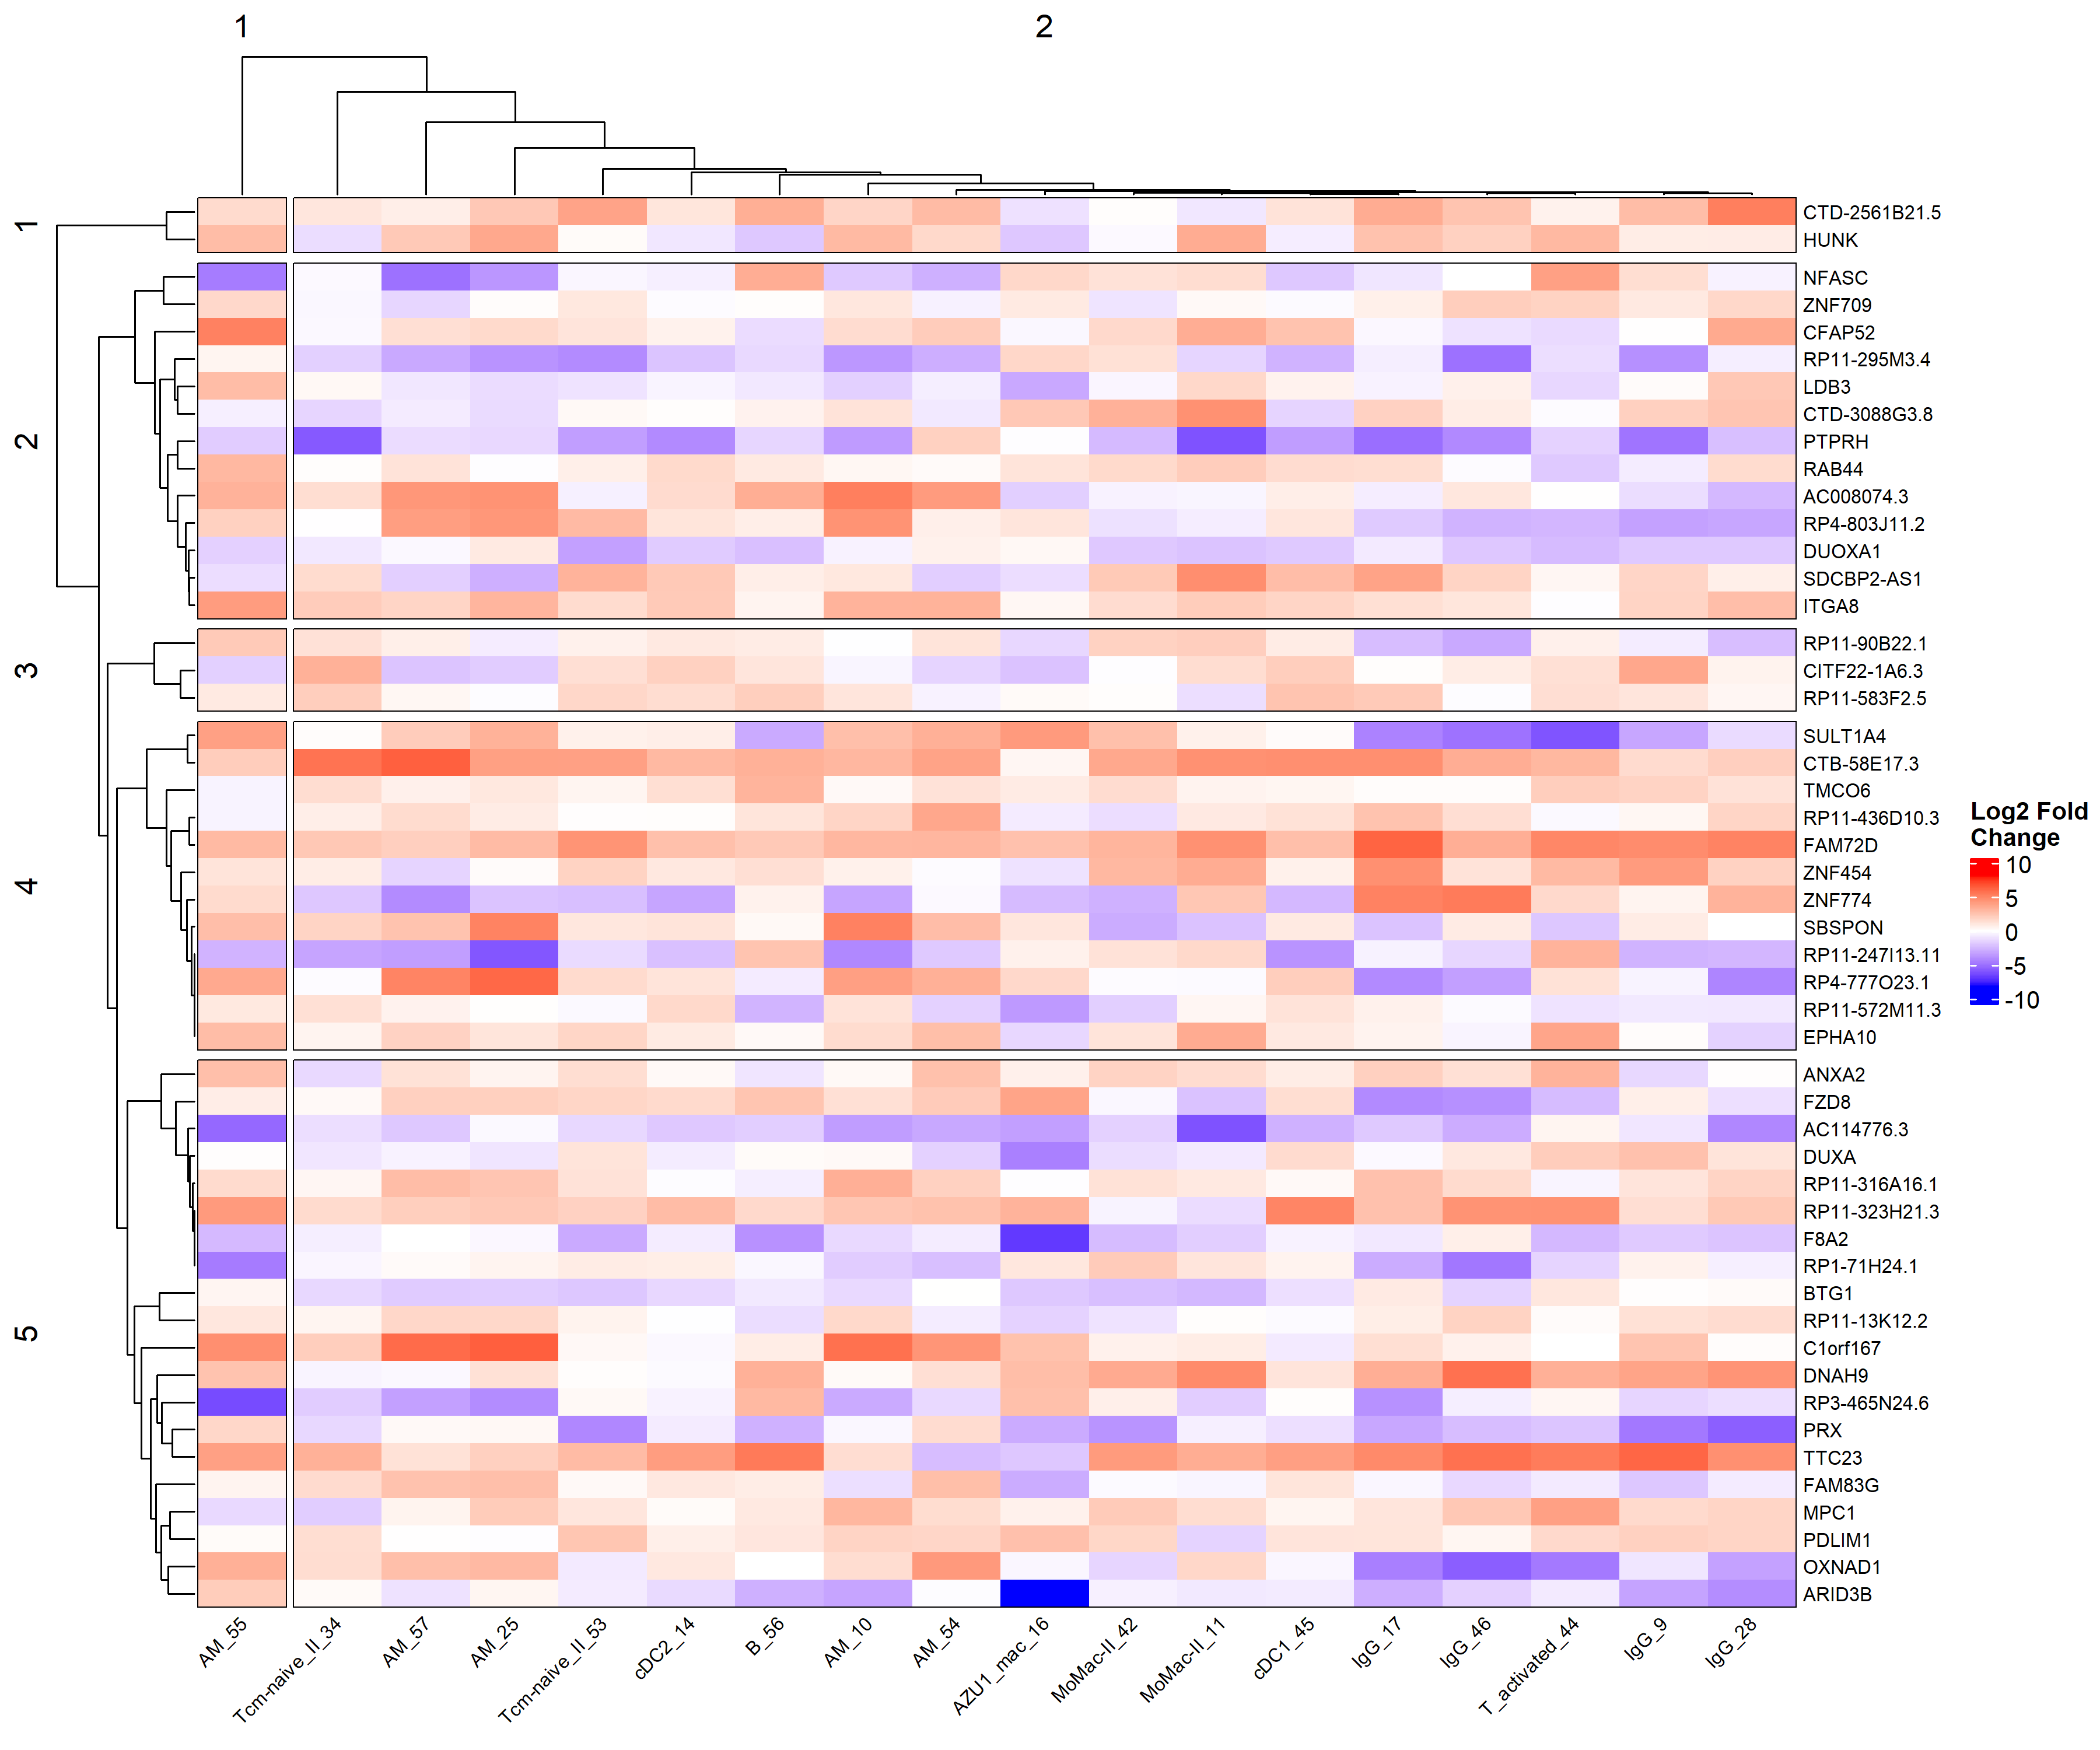 1
2
1
2
3
4
5
CTD-2561B21.5
HUNK
NFASC
ZNF709
CFAP52
RP11-295M3.4
LDB3
CTD-3088G3.8
PTPRH
RAB44
AC008074.3
RP4-803J11.2
DUOXA1
SDCBP2-AS1
ITGA8
RP11-90B22.1
CITF22-1A6.3
RP11-583F2.5
SULT1A4
CTB-58E17.3
TMCO6
RP11-436D10.3
FAM72D
ZNF454
ZNF774
SBSPON
RP11-247I13.11
RP4-777O23.1
RP11-572M11.3
EPHA10
ANXA2
FZD8
AC114776.3
DUXA
RP11-316A16.1
RP11-323H21.3
F8A2
RP1-71H24.1
BTG1
RP11-13K12.2
C1orf167
DNAH9
RP3-465N24.6
PRX
TTC23
FAM83G
MPC1
PDLIM1
OXNAD1
ARID3B
Log2 Fold
Change
10
5
0
-5
-10
AM_55
Tcm-naive_II_34
AM_57
AM_25
Tcm-naive_II_53
cDC2_14
B_56
AM_10
AM_54
AZU1_mac_16
MoMac-II_42
MoMac-II_11
cDC1_45
IgG_17
IgG_46
T_activated_44
IgG_9
IgG_28